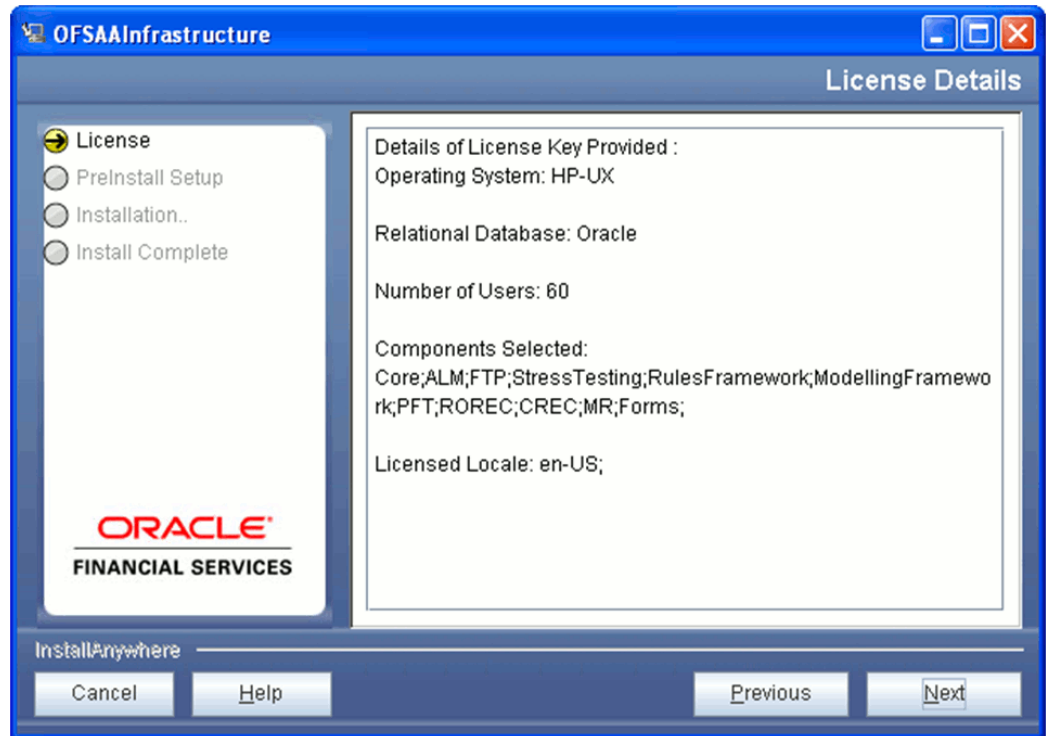 OFSAAInfrastructure
License Details
License
PreInstall Setup
Installation..
Install Complete
ORACLE
FINANCIAL SERVICES
Details of License Key Provided :
Operating System: HP-UX
Relational Database: Oracle
Number of Users: 60
Components Selected:
Core;ALM;FTP;StressTesting;RulesFramework;ModellingFramewo
rk;PFT;ROREC;CREC;MR;Forms;
Licensed Locale: en-US;
InstallAnywhere
Cancel Help Previous Next